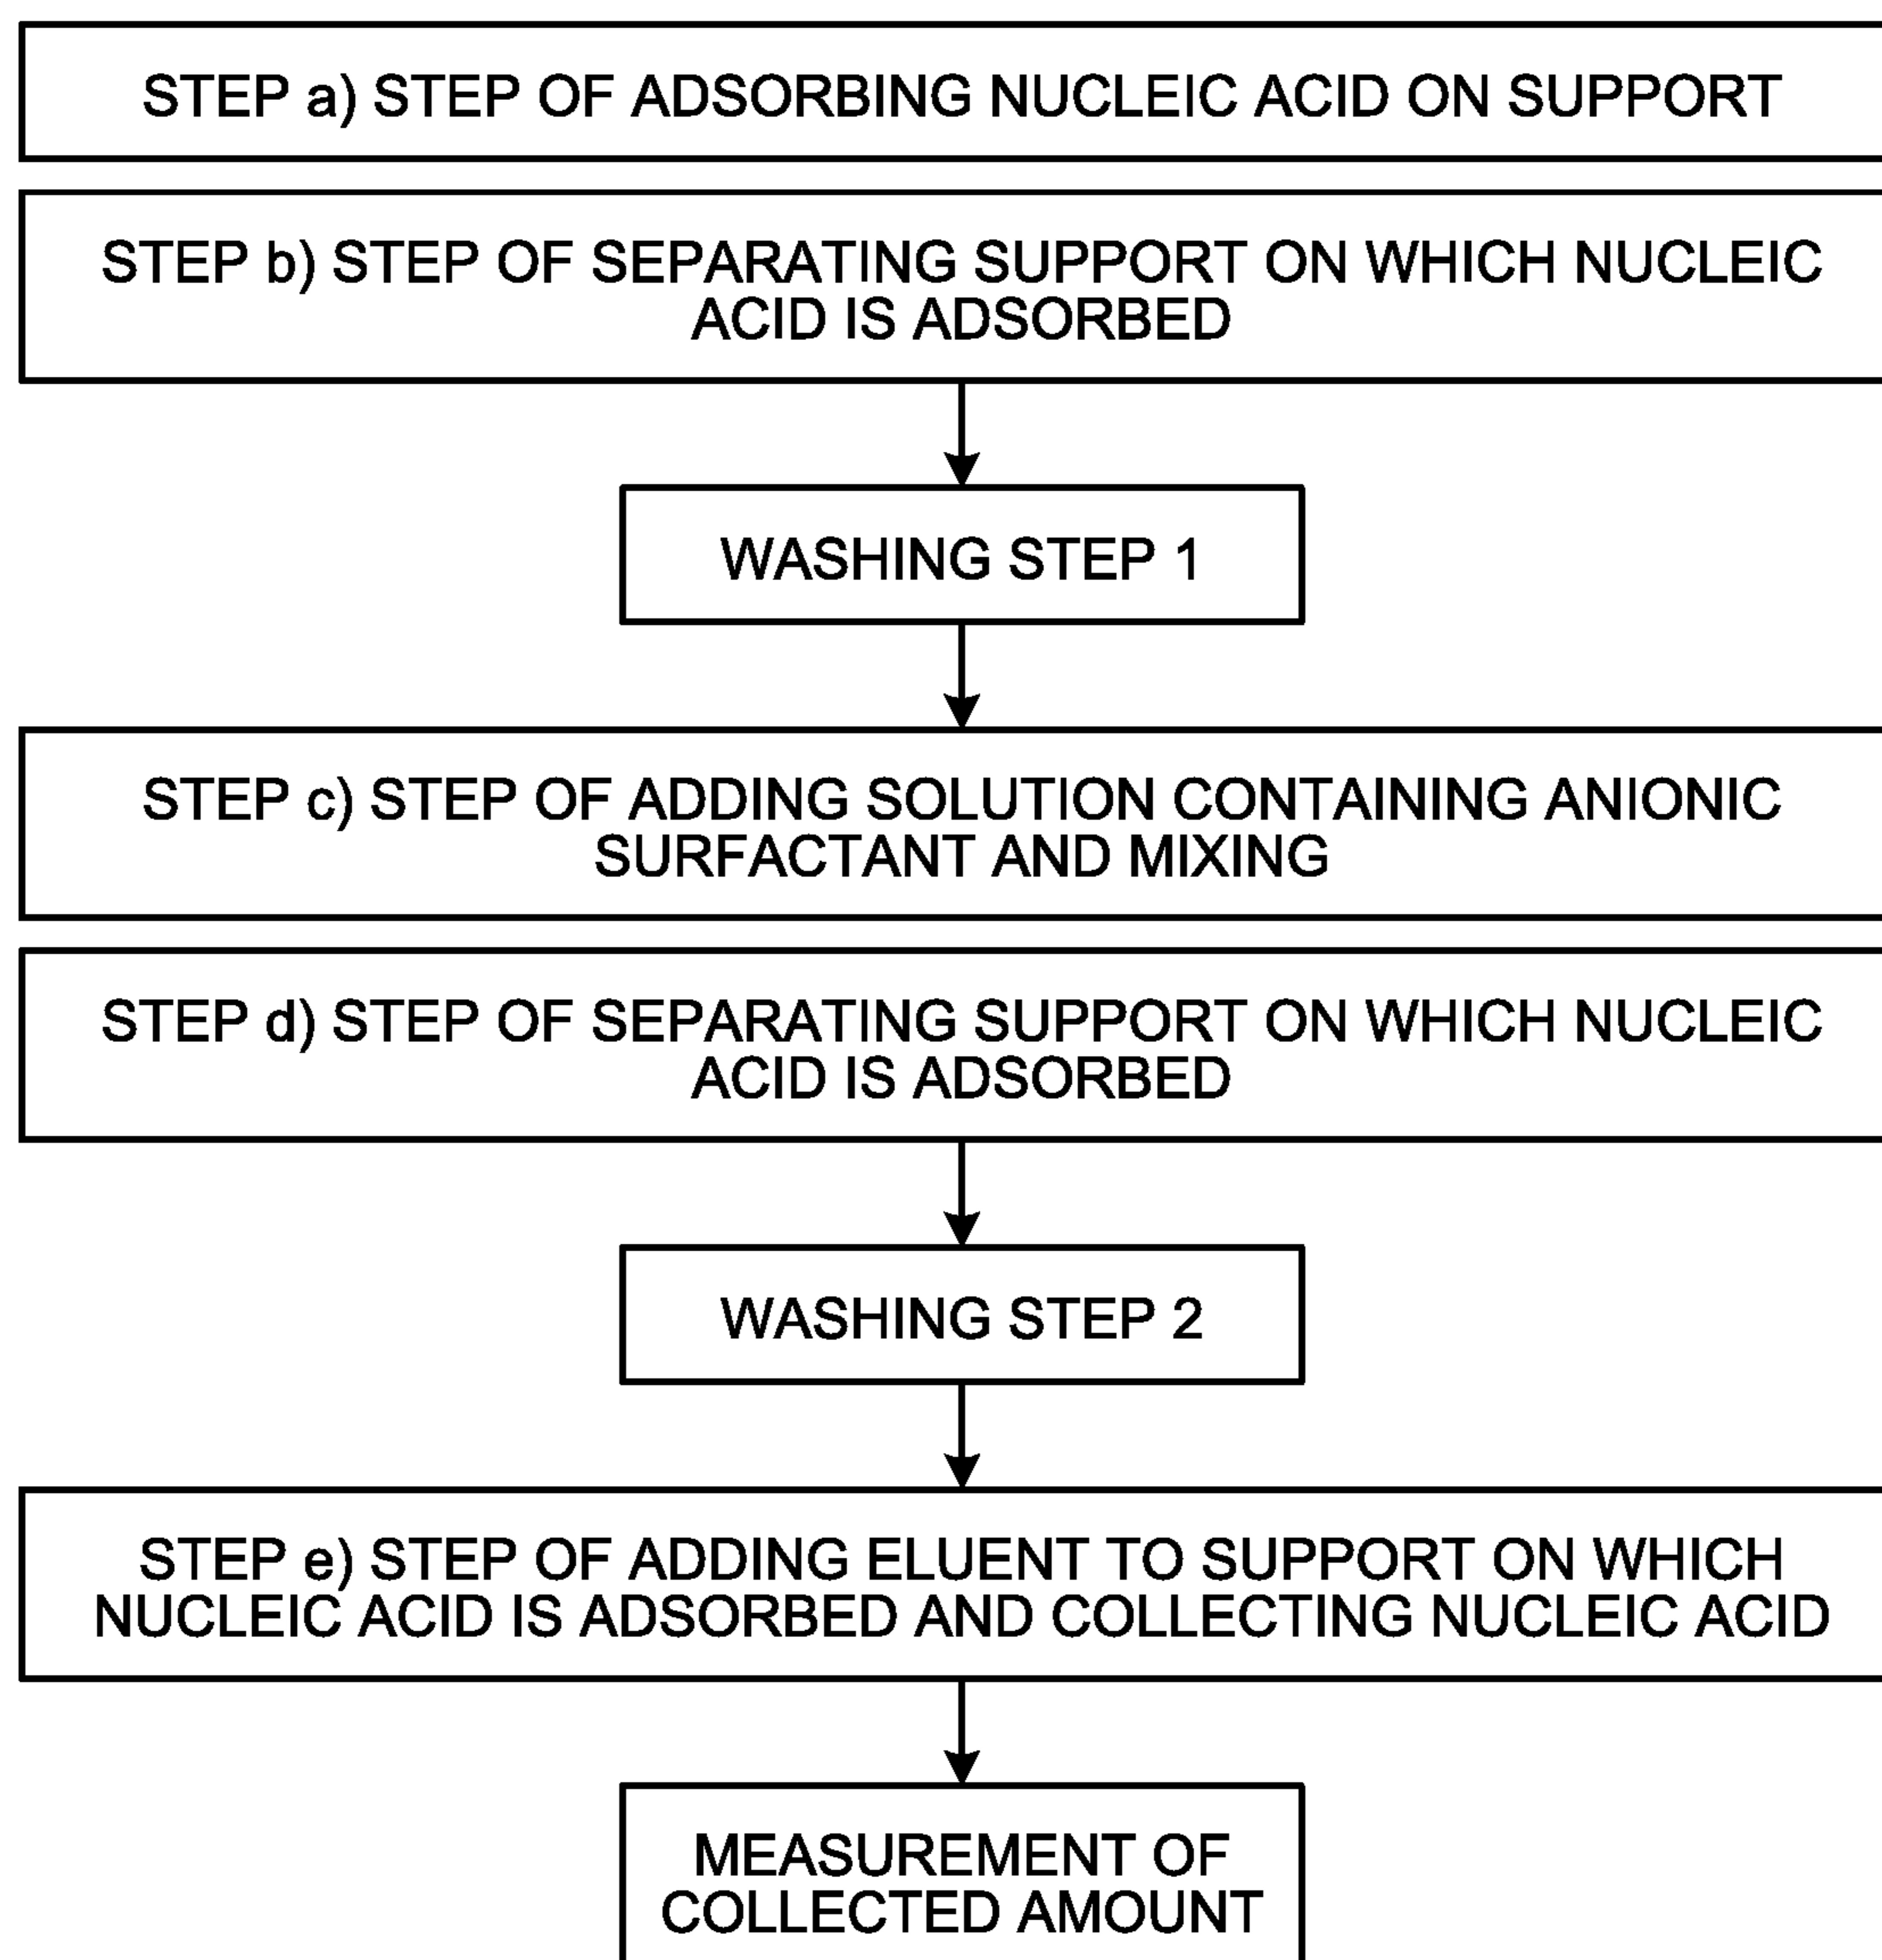 STEP a) STEP OF ADSORBING NUCLEIC ACID ON SUPPORT
STEP b) STEP OF SEPARATING SUPPORT ON WHICH NUCLEIC
ACID IS ADSORBED
WASHING STEP 1
STEP c) STEP OF ADDING SOLUTION CONTAINING ANIONIC
SURFACTANT AND MIXING
STEP d) STEP OF SEPARATING SUPPORT ON WHICH NUCLEIC
ACID IS ADSORBED
WASHING STEP 2
STEP e) STEP OF ADDING ELUENT TO SUPPORT ON WHICH
NUCLEIC ACID IS ADSORBED AND COLLECTING NUCLEIC ACID
MEASUREMENT OF
COLLECTED AMOUNT